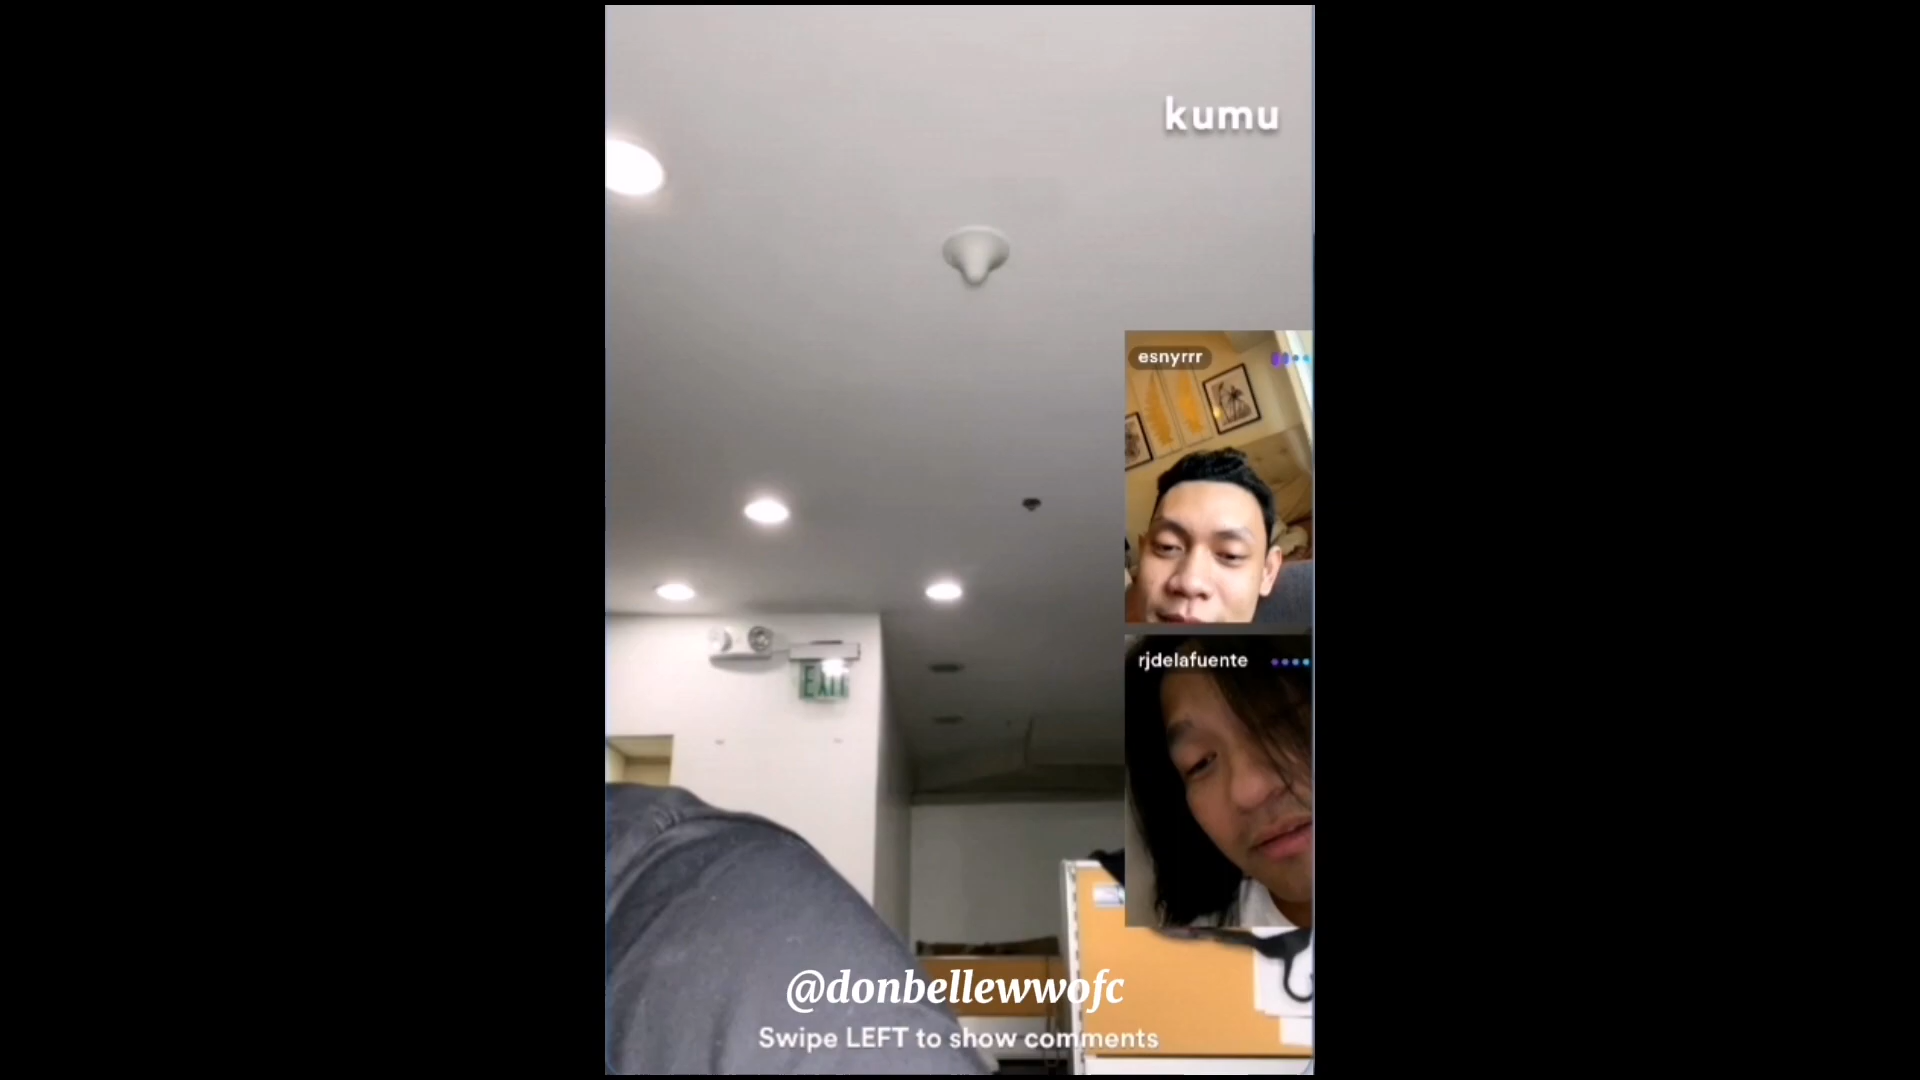 kumu
esnyrrr
rjdelafuente
EXIT
@donbellewwofc
Swipe LEFT to show comments